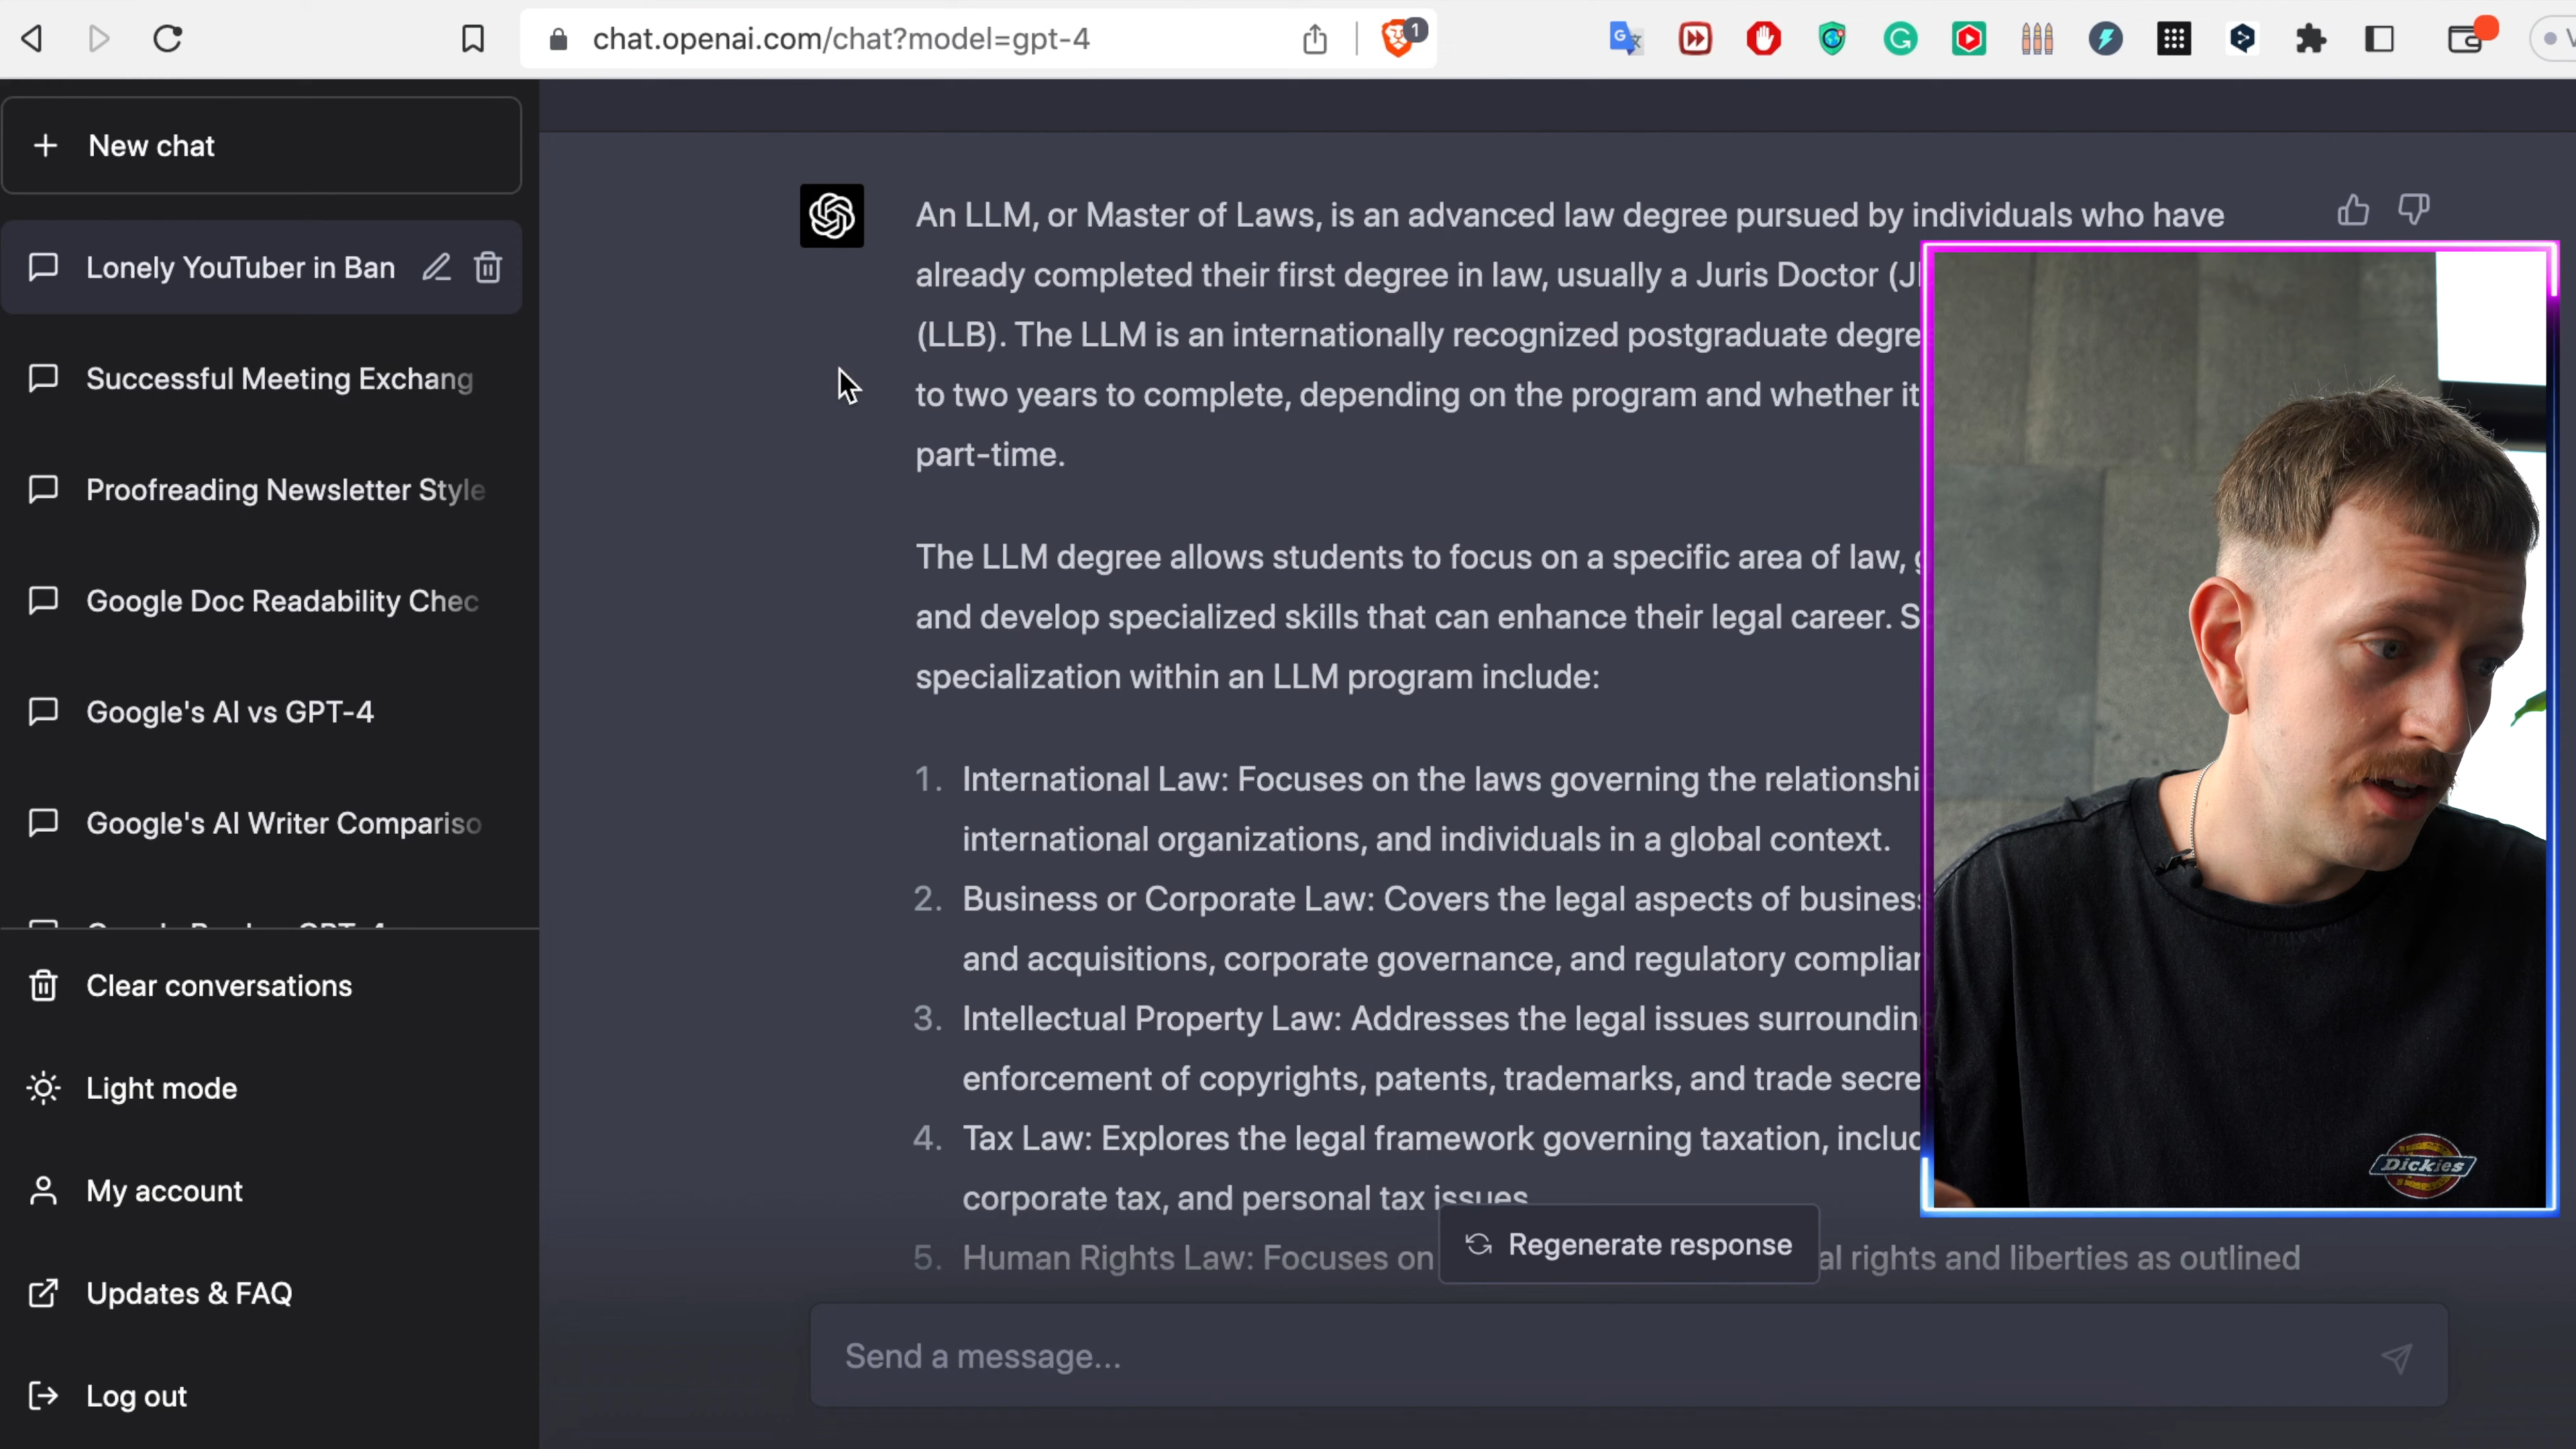 chat.openai.com/chat?model=gpt-4
1
New chat
Lonely YouTuber in Ban
Successful Meeting Exchang
Proofreading Newsletter Style
Google Doc Readability Chec
Google's AI vs GPT-4
Google's AI Writer Compariso
Clear conversations
Light mode
My account
Updates & FAQ
Log out
An LLM, or Master of Laws, is an advanced law degree pursued by individuals who have
already completed their first degree in law, usually a Juris Doctor (J
(LLB). The LLM is an internationally recognized postgraduate degre
to two years to complete, depending on the program and whether it
part-time.
The LLM degree allows students to focus on a specific area of law,
and develop specialized skills that can enhance their legal career. S
specialization within an LLM program include:
1. International Law: Focuses on the laws governing the relationshi
international organizations, and individuals in a global context.
2. Business or Corporate Law: Covers the legal aspects of business
and acquisitions, corporate governance, and regulatory complian
3. Intellectual Property Law: Addresses the legal issues surroundin
enforcement of copyrights, patents, trademarks, and trade secre
4. Tax Law: Explores the legal framework governing taxation, includ
corporate tax, and personal tax issues
5. Human Rights Law: Focuses on al rights and liberties as outlined
Regenerate response
Send a message...
Dickies